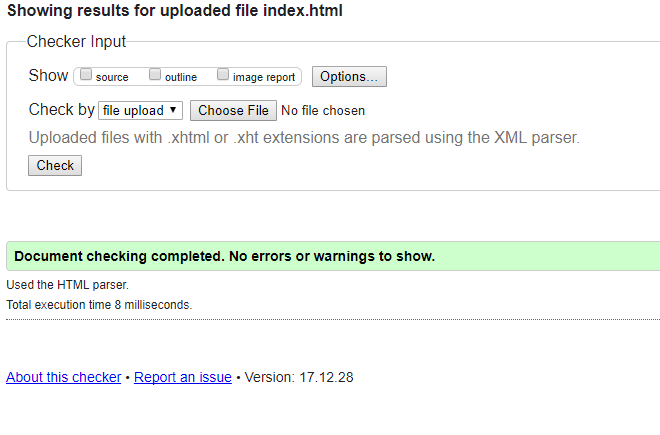 Showing results for uploaded file index.html
Checker Input
Show source outline image report Options...
Check by file upload Choose File No file chosen
Uploaded files with .xhtml or .xht extensions are parsed using the XML parser.
Check
Document checking completed. No errors or warnings to show.
Used the HTML parser.
Total execution time 8 milliseconds.
About this checker • Report an issue • Version: 17.12.28